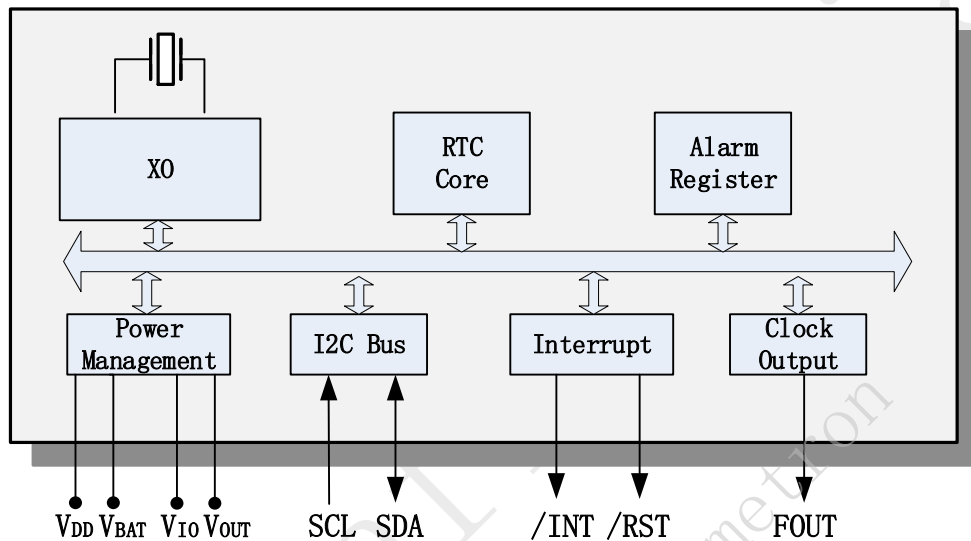 XO
RTC
Core
Alarm
Register
Power
Management
I2C Bus
Interrupt
Clock
Output
VDD VBAT VIO VOUT SCL SDA /INT /RST FOUT